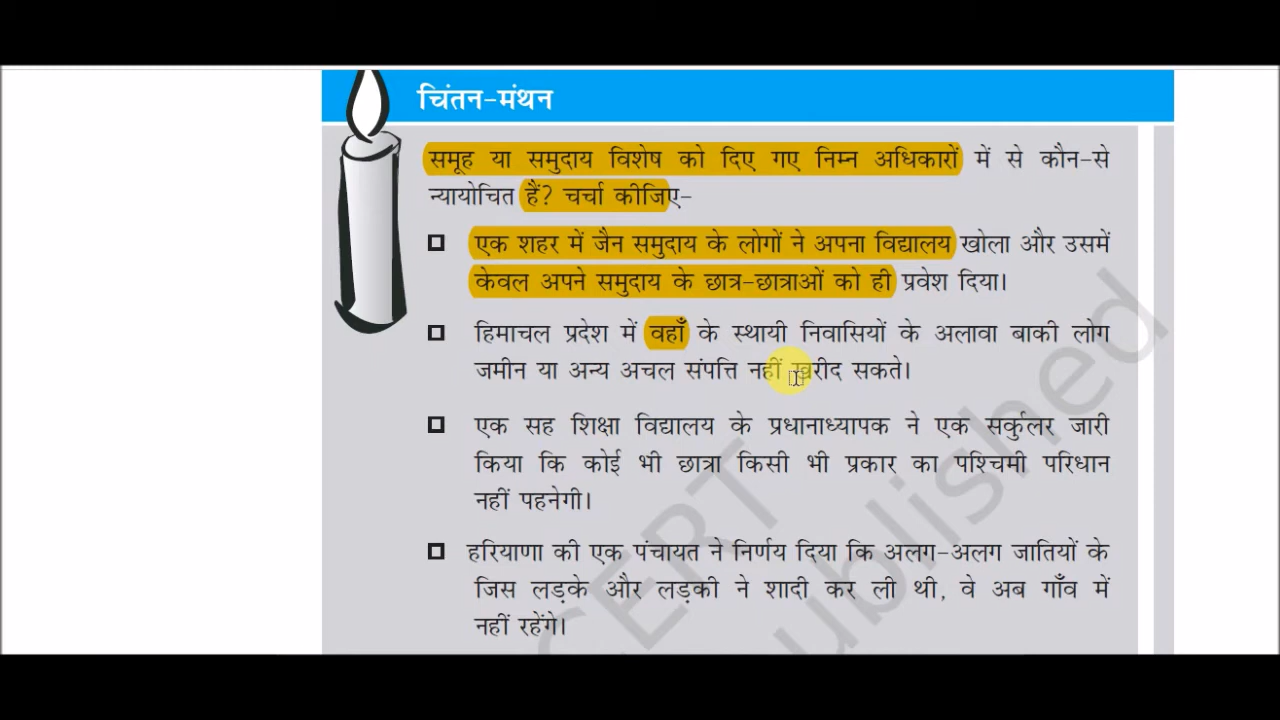 चिंतन-मंथन
समूह या समुदाय विशेष को दिए गए निम्न अधिकारों में से कौन-से
न्यायोचित हैं? चर्चा कीजिए-
एक शहर में जैन समुदाय के लोगों ने अपना विद्यालय खोला और उसमें
केवल अपने समुदाय के छात्र-छात्राओं को ही प्रवेश दिया।
हिमाचल प्रदेश में वहाँ के स्थायी निवासियों के अलावा बाकी लोग
जमीन या अन्य अचल संपत्ति नहीं ख़रीद सकते।
एक सह शिक्षा विद्यालय के प्रधानाध्यापक ने एक सर्कुलर जारी
किया कि कोई भी छात्रा किसी भी प्रकार का पश्चिमी परिधान
नहीं पहनेगी।
हरियाणा की एक पंचायत ने निर्णय दिया कि अलग-अलग जातियों के
जिस लड़के और लड़की ने शादी कर ली थी, वे अब गाँव में
नहीं रहेंगे।